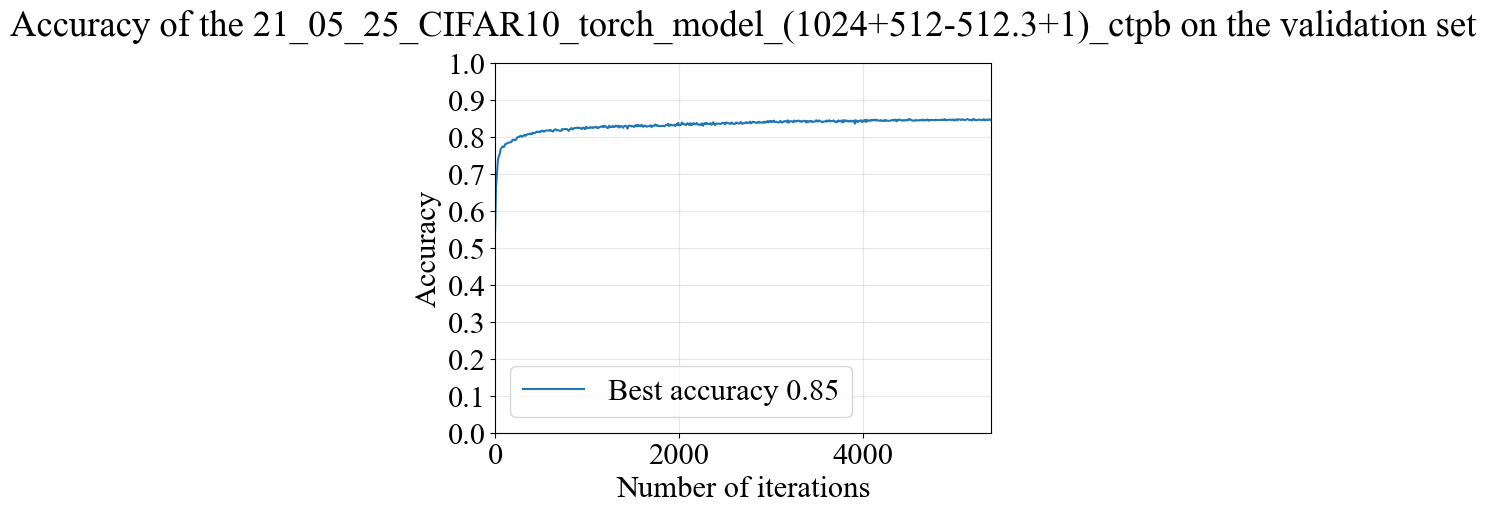 Accuracy of the 21_05_25_CIFAR10_torch_model_(1024+512-512.3+1)_ctpb on the validation set
1.0
0.9
0.8
0.7
0.6
0.5
0.4
0.3
0.2
0.1
0.0
Accuracy
Best accuracy 0.85
0 2000 4000
Number of iterations